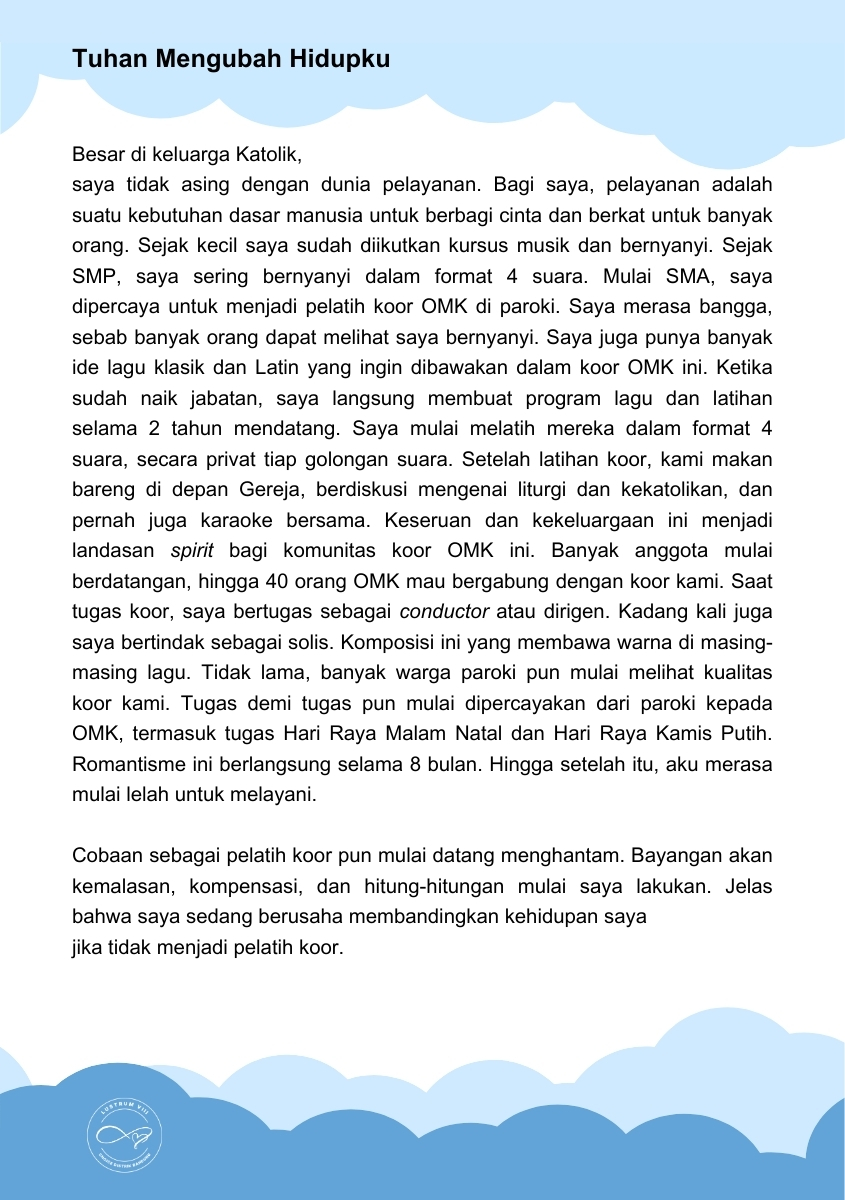 Tuhan Mengubah Hidupku
Besar di keluarga Katolik,
saya tidak asing dengan dunia pelayanan. Bagi saya, pelayanan adalah
suatu kebutuhan dasar manusia untuk berbagi cinta dan berkat untuk banyak
orang. Sejak kecil saya sudah diikutkan kursus musik dan bernyanyi. Sejak
SMP, saya sering bernyanyi dalam format 4 suara. Mulai SMA, saya
dipercaya untuk menjadi pelatih koor OMK di paroki. Saya merasa bangga,
sebab banyak orang dapat melihat saya bernyanyi. Saya juga punya banyak
ide lagu klasik dan Latin yang ingin dibawakan dalam koor OMK ini. Ketika
sudah naik jabatan, saya langsung membuat program lagu dan latihan
selama 2 tahun mendatang. Saya mulai melatih mereka dalam format 4
suara, secara privat tiap golongan suara. Setelah latihan koor, kami makan
bareng di depan Gereja, berdiskusi mengenai liturgi dan kekatolikan, dan
pernah juga karaoke bersama. Keseruan dan kekeluargaan ini menjadi
landasan spirit bagi komunitas koor OMK ini. Banyak anggota mulai
berdatangan, hingga 40 orang OMK mau bergabung dengan koor kami. Saat
tugas koor, saya bertugas sebagai conductor atau dirigen. Kadang kali juga
saya bertindak sebagai solis. Komposisi ini yang membawa warna di masing-
masing lagu. Tidak lama, banyak warga paroki pun mulai melihat kualitas
koor kami. Tugas demi tugas pun mulai dipercayakan dari paroki kepada
OMK, termasuk tugas Hari Raya Malam Natal dan Hari Raya Kamis Putih.
Romantisme ini berlangsung selama 8 bulan. Hingga setelah itu, aku merasa
mulai lelah untuk melayani.
Cobaan sebagai pelatih koor pun mulai datang menghantam. Bayangan akan
kemalasan, kompensasi, dan hitung-hitungan mulai saya lakukan. Jelas
bahwa saya sedang berusaha membandingkan kehidupan saya
jika tidak menjadi pelatih koor.
LUSTRUM VIII